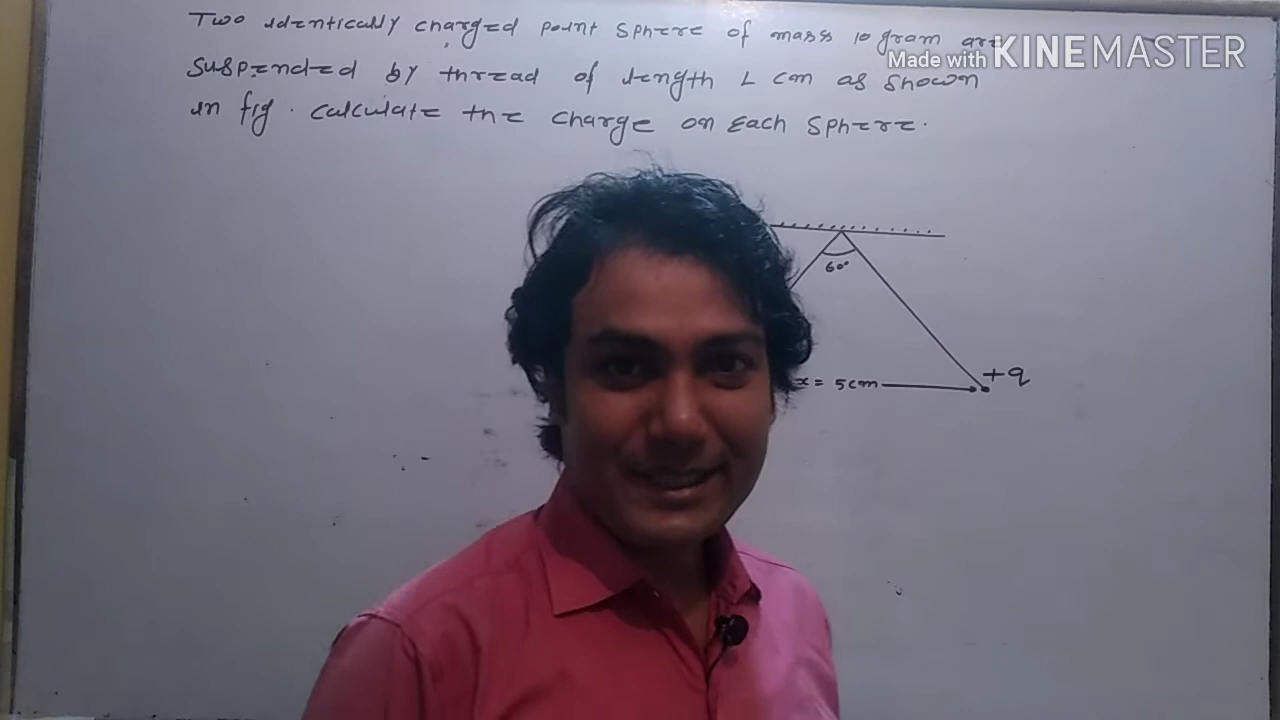 Two identically charged point sphere of mass 10 gram are
Made with KINEMASTER
suspended by thread of length L cm as shown
in fig. calculate the charge on each sphere.
60°
+q
x = 5cm